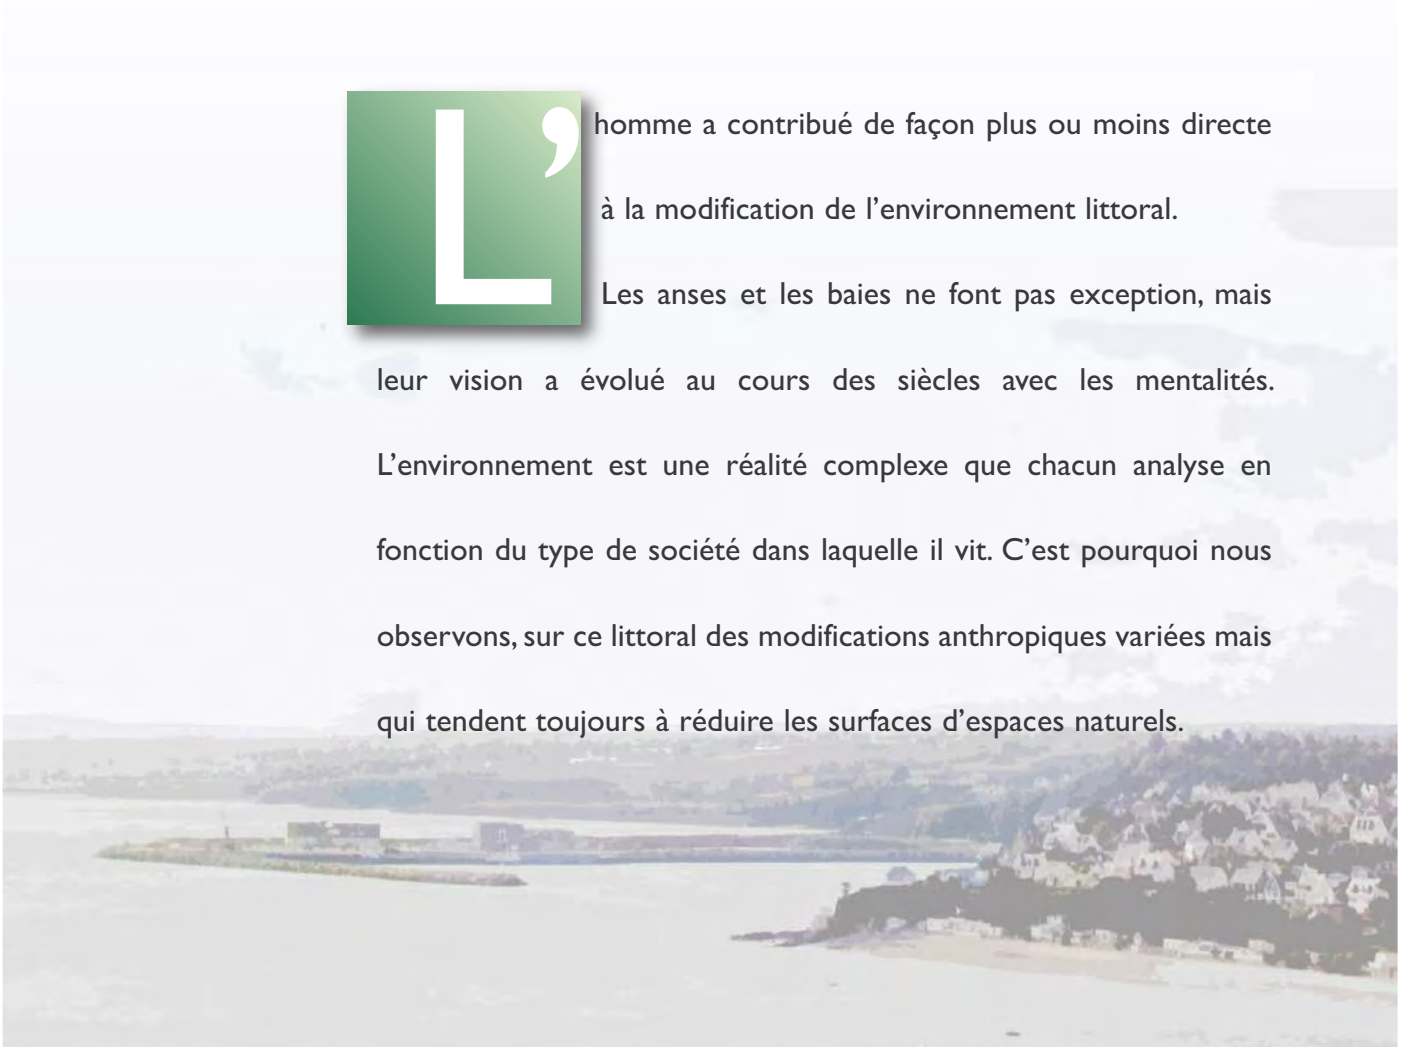 L’homme a contribué de façon plus ou moins directe
à la modification de l’environnement littoral.
Les anses et les baies ne font pas exception, mais
leur vision a évolué au cours des siècles avec les mentalités.
L’environnement est une réalité complexe que chacun analyse en
fonction du type de société dans laquelle il vit. C’est pourquoi nous
observons, sur ce littoral des modifications anthropiques variées mais
qui tendent toujours à réduire les surfaces d’espaces naturels.